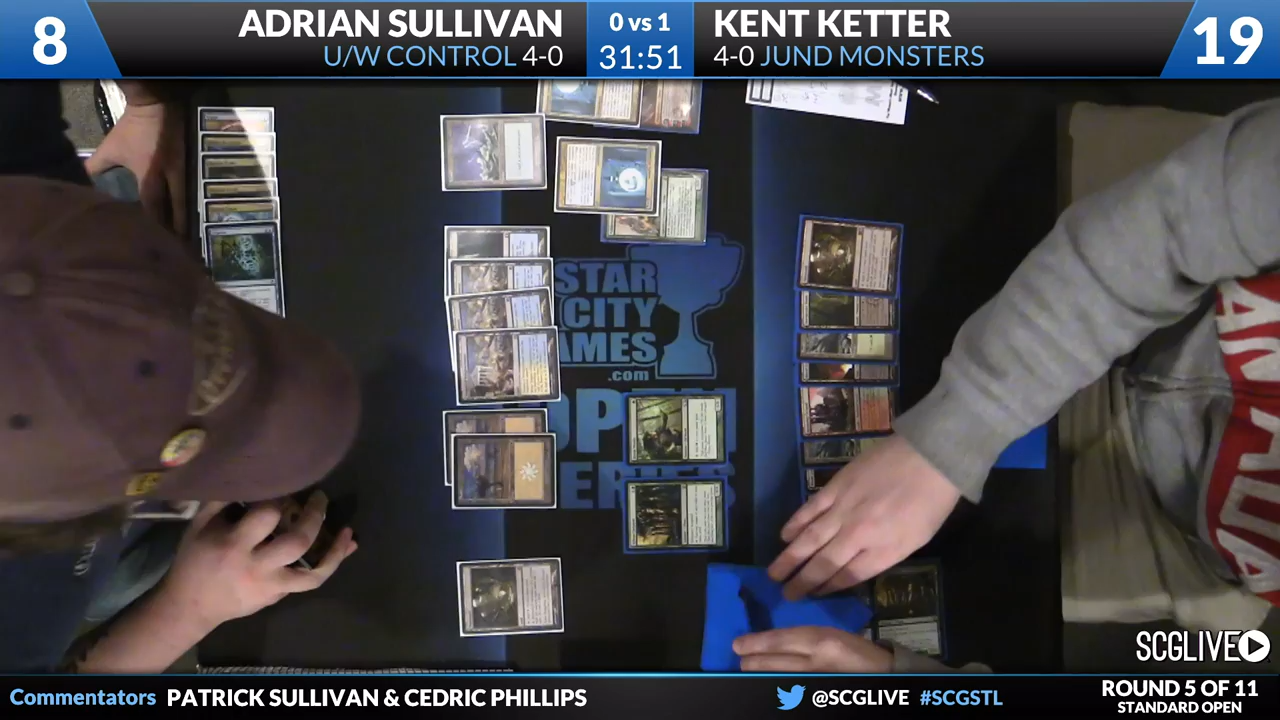 8
ADRIAN SULLIVAN
U/W CONTROL 4-0
0 vs 1
31:51
KENT KETTER
4-0 JUND MONSTERS
19
STAR
CITY
GAMES
.com
OPEN
SERIES
SCGLIVE
Commentators PATRICK SULLIVAN & CEDRIC PHILLIPS
@SCGLIVE #SCGSTL
ROUND 5 OF 11
STANDARD OPEN